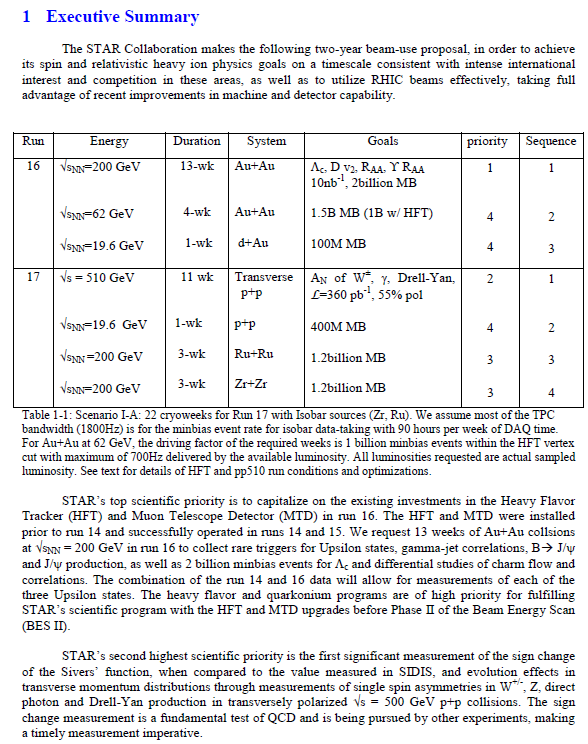 1 Executive Summary
The STAR Collaboration makes the following two-year beam-use proposal, in order to achieve
its spin and relativistic heavy ion physics goals on a timescale consistent with intense international
interest and competition in these areas, as well as to utilize RHIC beams effectively, taking full
advantage of recent improvements in machine and detector capability.
Run Energy Duration System Goals priority Sequence
16 √sNN=200 GeV 13-wk Au+Au Λc, D v2, RAA, ϒ RAA 1 1
10nb-1, 2billion MB
√sNN=62 GeV 4-wk Au+Au 1.5B MB (1B w/ HFT) 4 2
√sNN=19.6 GeV 1-wk d+Au 100M MB 4 3
17 √s = 510 GeV 11 wk Transverse AN of W±, γ, Drell-Yan, 2 1
p+p ℒ=360 pb-1, 55% pol
√sNN=19.6 GeV 1-wk p+p 400M MB 4 2
√sNN =200 GeV 3-wk Ru+Ru 1.2billion MB 3 3
√sNN=200 GeV 3-wk Zr+Zr 1.2billion MB 3 4
Table 1-1: Scenario I-A: 22 cryoweeks for Run 17 with Isobar sources (Zr, Ru). We assume most of the TPC
bandwidth (1800Hz) is for the minbias event rate for isobar data-taking with 90 hours per week of DAQ time.
For Au+Au at 62 GeV, the driving factor of the required weeks is 1 billion minbias events within the HFT vertex
cut with maximum of 700Hz delivered by the available luminosity. All luminosities requested are actual sampled
luminosity. See text for details of HFT and pp510 run conditions and optimizations.
STAR's top scientific priority is to capitalize on the existing investments in the Heavy Flavor
Tracker (HFT) and Muon Telescope Detector (MTD) in run 16. The HFT and MTD were installed
prior to run 14 and successfully operated in runs 14 and 15. We request 13 weeks of Au+Au collsions
at √sNN = 200 GeV in run 16 to collect rare triggers for Upsilon states, gamma-jet correlations, B→ J/ψ
and J/ψ production, as well as 2 billion minbias events for Λc and differential studies of charm flow and
correlations. The combination of the run 14 and 16 data will allow for measurements of each of the
three Upsilon states. The heavy flavor and quarkonium programs are of high priority for fulfilling
STAR's scientific program with the HFT and MTD upgrades before Phase II of the Beam Energy Scan
(BES II).
STAR's second highest scientific priority is the first significant measurement of the sign change
of the Sivers' function, when compared to the value measured in SIDIS, and evolution effects in
transverse momentum distributions through measurements of single spin asymmetries in W+/-, Z, direct
photon and Drell-Yan production in transversely polarized √s = 500 GeV p+p collisions. The sign
change measurement is a fundamental test of QCD and is being pursued by other experiments, making
a timely measurement imperative.